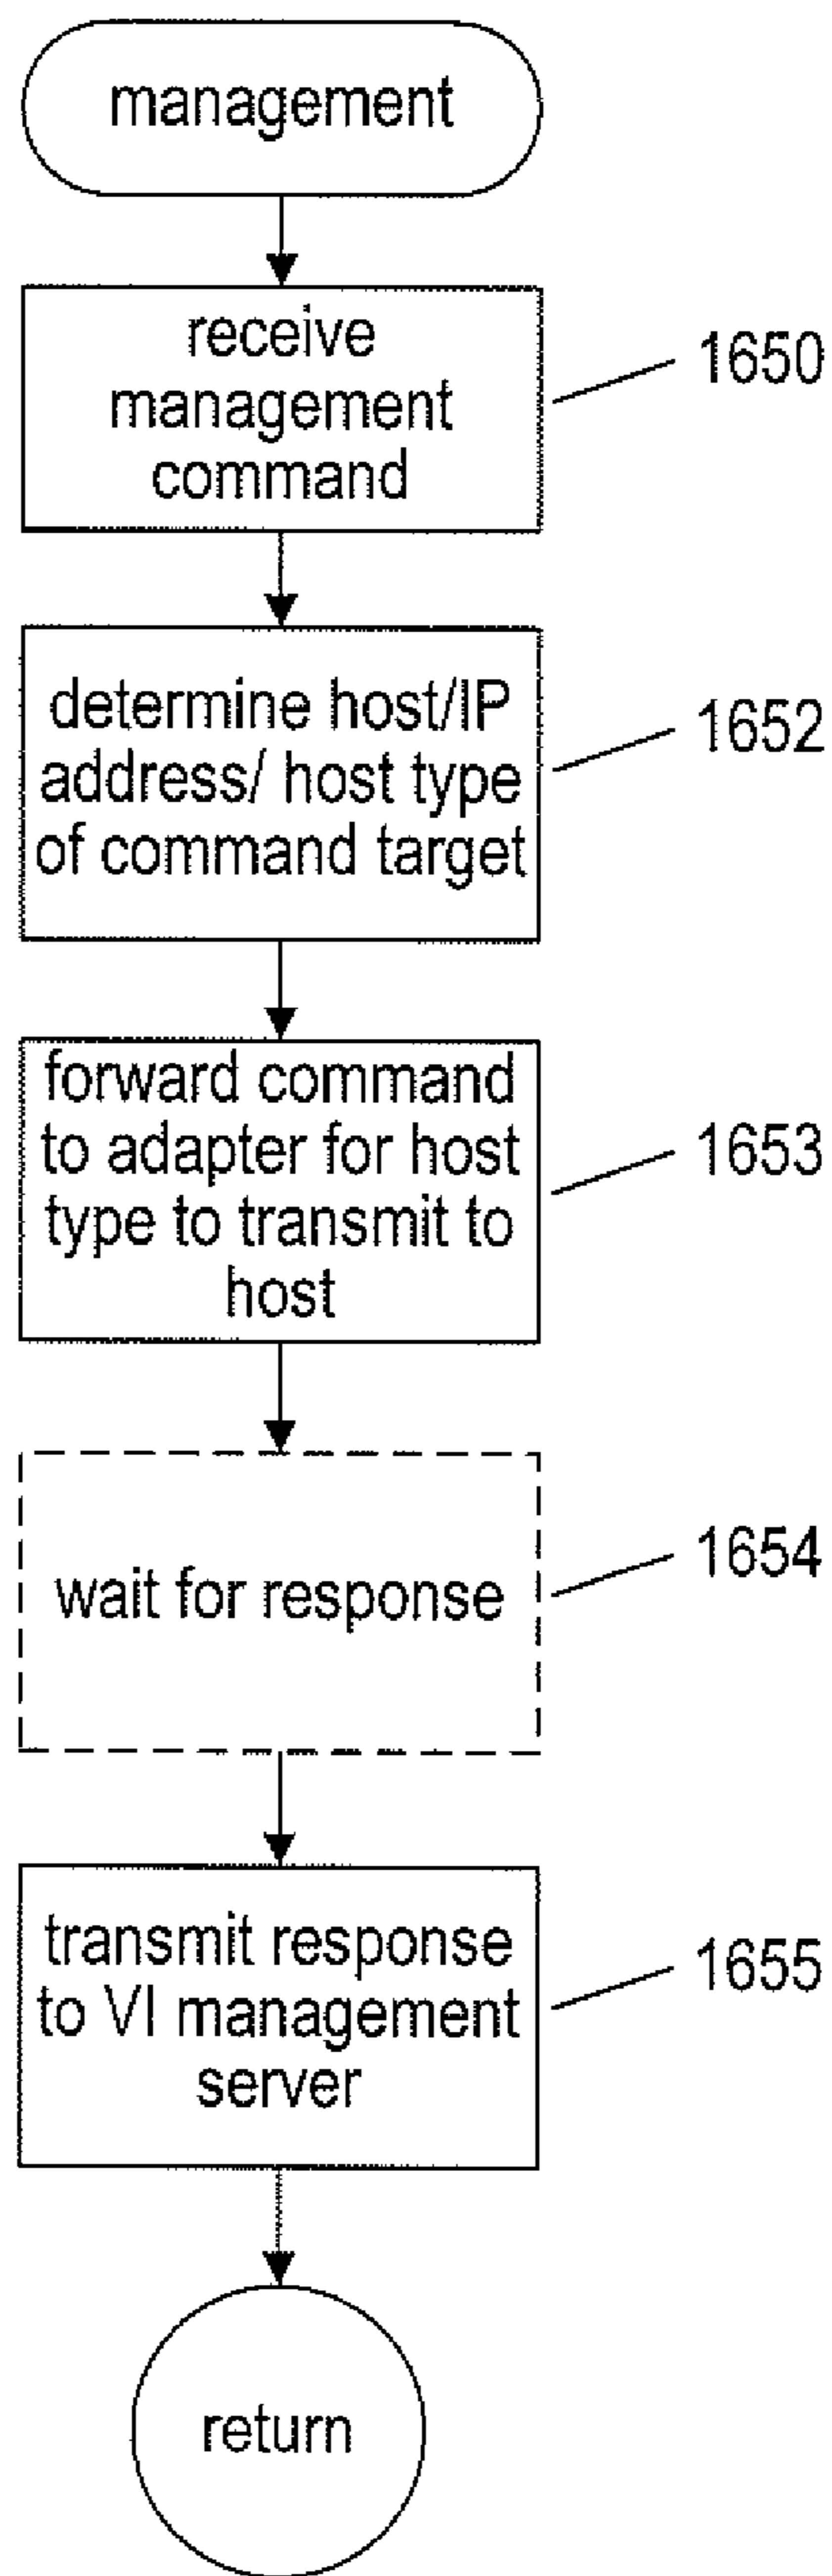 management
receive
management
command
1650
determine host/IP
address/ host type
of command target
1652
forward command
to adapter for host
type to transmit to
host
1653
wait for response
1654
transmit response
to VI management
server
1655
return